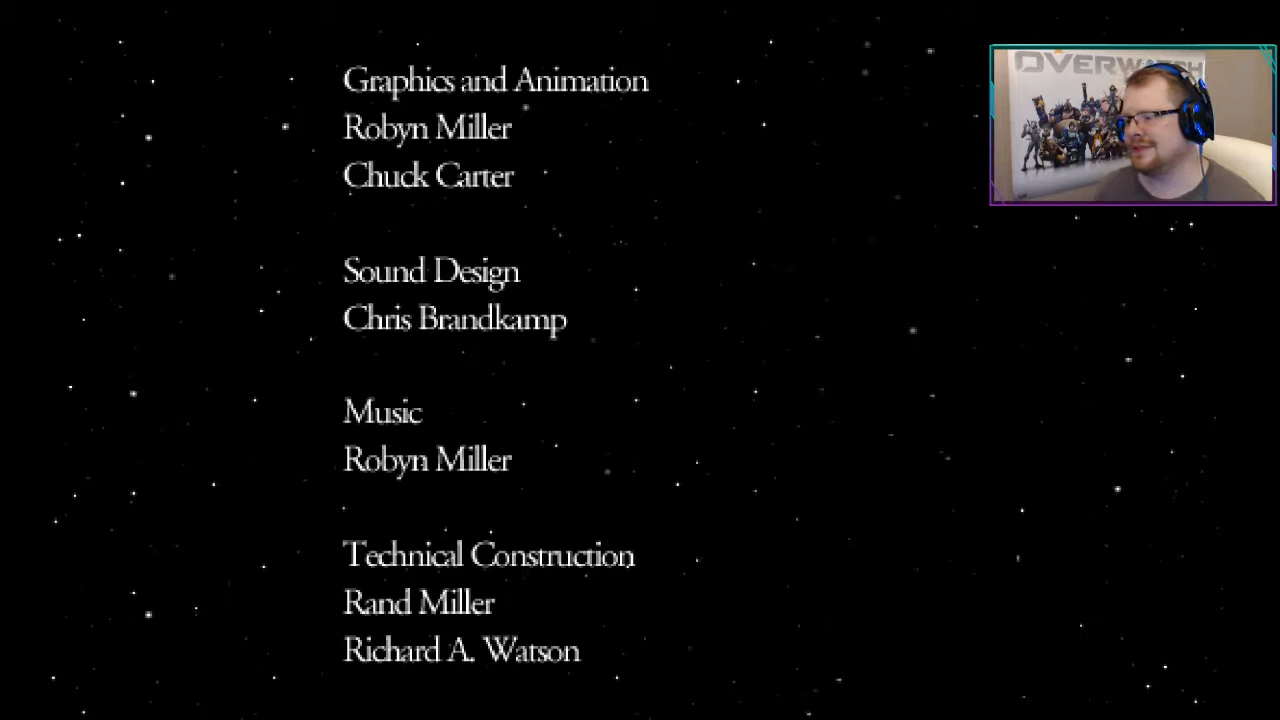 Graphics and Animation
Robyn Miller
Chuck Carter
Sound Design
Chris Brandkamp
Music
Robyn Miller
Technical Construction
Rand Miller
Richard A. Watson
OVERWATCH